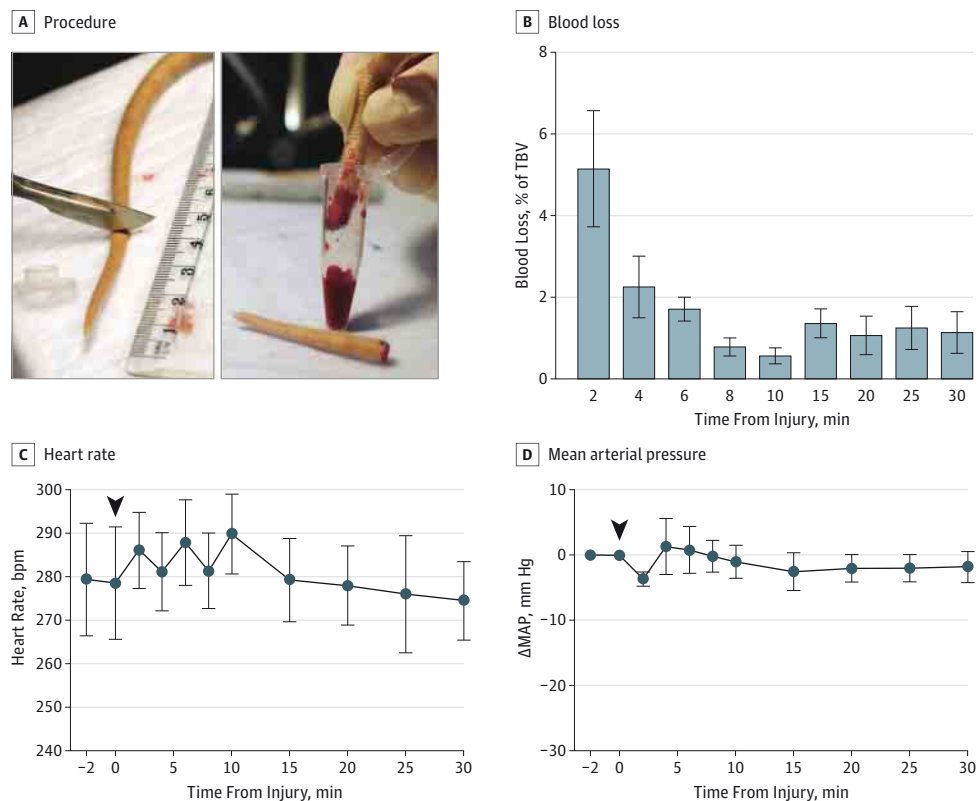 A Procedure
B Blood loss
8
6
4
2
0
Blood Loss, % of TBV
2 4 6 8 10 15 20 25 30
Time From Injury, min
C Heart rate
300
290
280
270
260
250
240
Heart Rate, bpm
−2 0 5 10 15 20 25 30
Time From Injury, min
D Mean arterial pressure
10
0
−10
−20
−30
ΔMAP, mm Hg
−2 0 5 10 15 20 25 30
Time From Injury, min